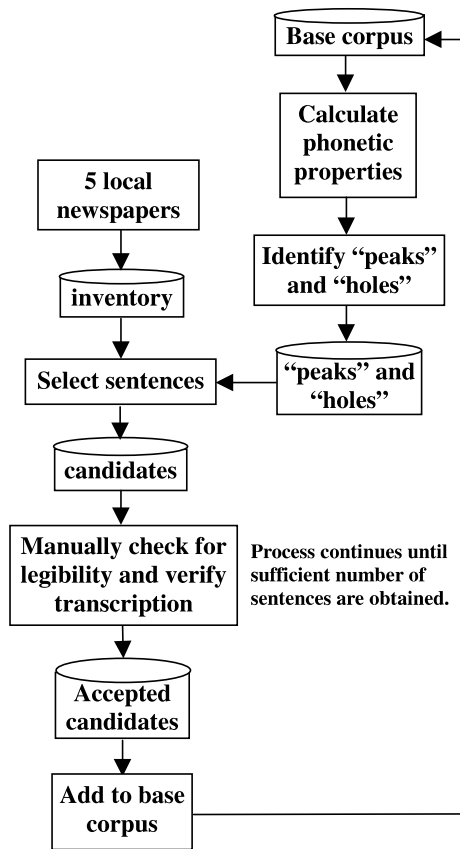 Base corpus
Calculate
phonetic
properties
5 local
newspapers
Identify “peaks”
and “holes”
inventory
“peaks” and
“holes”
Select sentences
candidates
Manually check for
legibility and verify
transcription
Process continues until
sufficient number of
sentences are obtained.
Accepted
candidates
Add to base
corpus